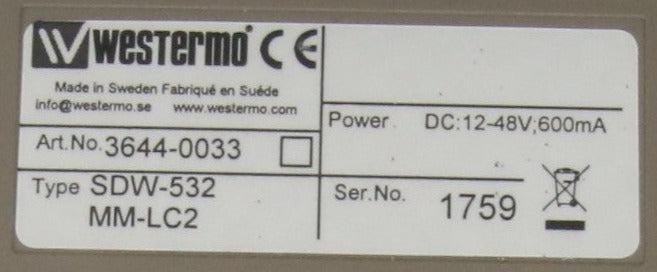 westermo CE
Made in Sweden Fabriqué en Suéde
info@westermo.se www.westermo.com
Art.No. 3644-0033
Type SDW-532
MM-LC2
Power DC:12-48V;600mA
Ser.No. 1759